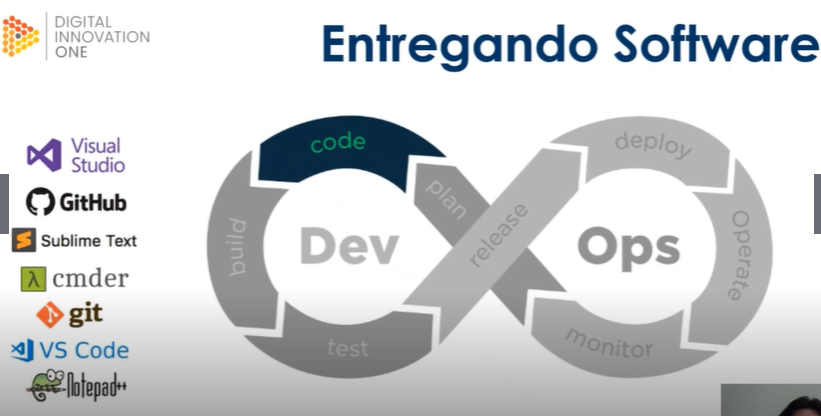 DIGITAL
INNOVATION
ONE
Entregando Software
Visual
Studio
GitHub
Sublime Text
λ cmder
git
VS Code
Notepad++
code
plan
build
Dev
test
release
deploy
Ops
Operate
monitor